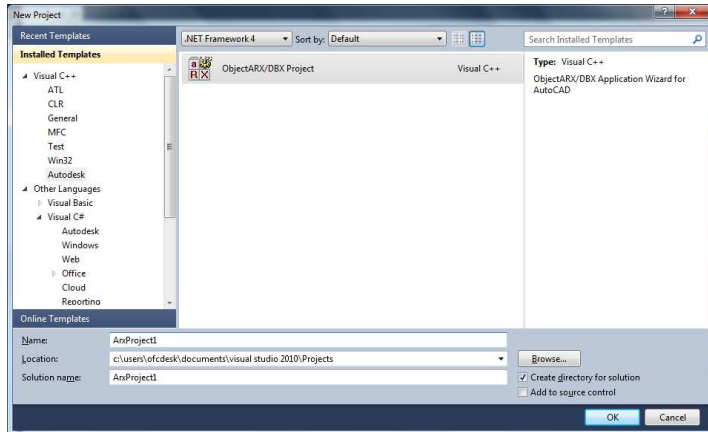 New Project
Recent Templates
Installed Templates
Visual C++
ATL
CLR
General
MFC
Test
Win32
Autodesk
Other Languages
Visual Basic
Visual C#
Autodesk
Windows
Web
Office
Cloud
Reporting
Online Templates
.NET Framework 4 Sort by: Default
ObjectARX/DBX Project Visual C++
Search Installed Templates
Type: Visual C++
ObjectARX/DBX Application Wizard for
AutoCAD
Name: ArxProject1
Location: c:\users\ofcdesk\documents\visual studio 2010\Projects Browse...
Solution name: ArxProject1
Create directory for solution
Add to source control
OK Cancel